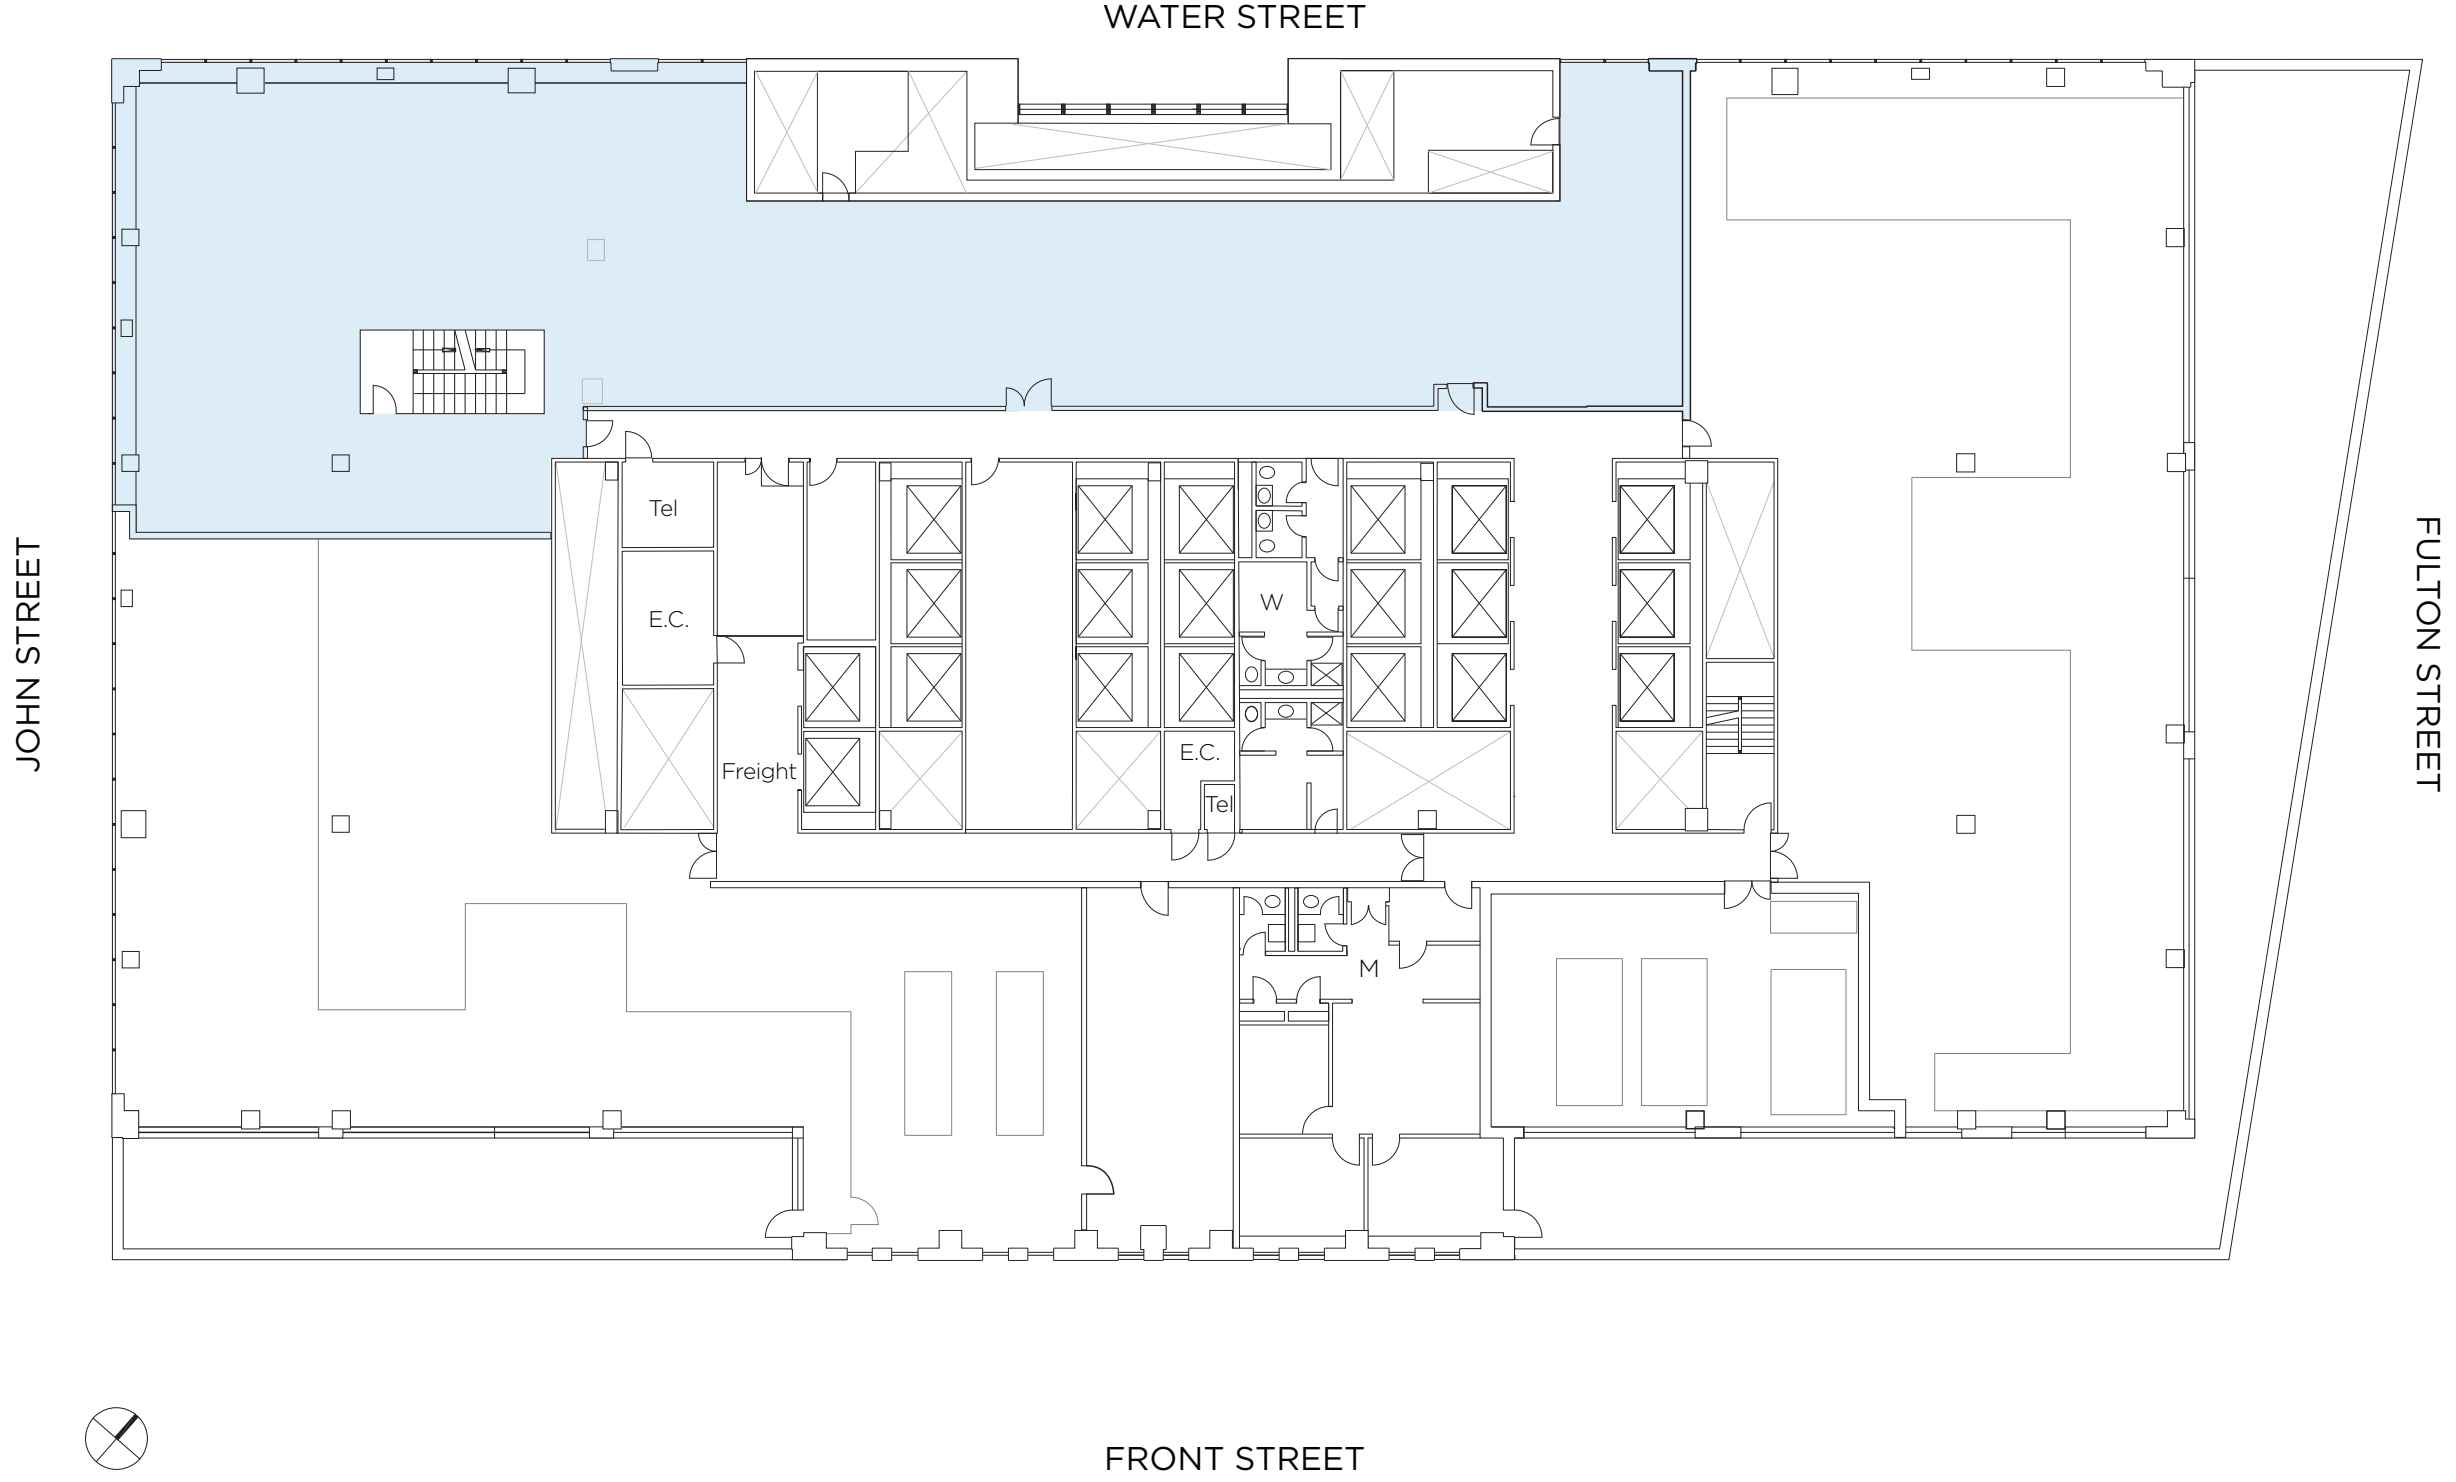 WATER STREET
JOHN STREET
FULTON STREET
Tel
E.C.
W
Freight
E.C.
Tel
M
FRONT STREET